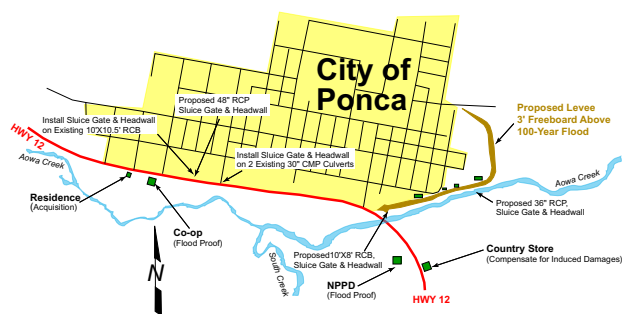 City of
Ponca
Proposed 48" RCP
Sluice Gate & Headwall
Install Sluice Gate & Headwall
on Existing 10'X10.5' RCB
Proposed Levee
3' Freeboard Above
100-Year Flood
HWY 12
Aowa Creek
Install Sluice Gate & Headwall
on 2 Existing 30" CMP Culverts
Aowa Creek
Residence
(Acquisition)
Proposed 36" RCP,
Sluice Gate & Headwall
Co-op
(Flood Proof)
South Creek
Proposed10'X8' RCB,
Sluice Gate & Headwall
Country Store
(Compensate for Induced Damages)
N
NPPD
(Flood Proof)
HWY 12